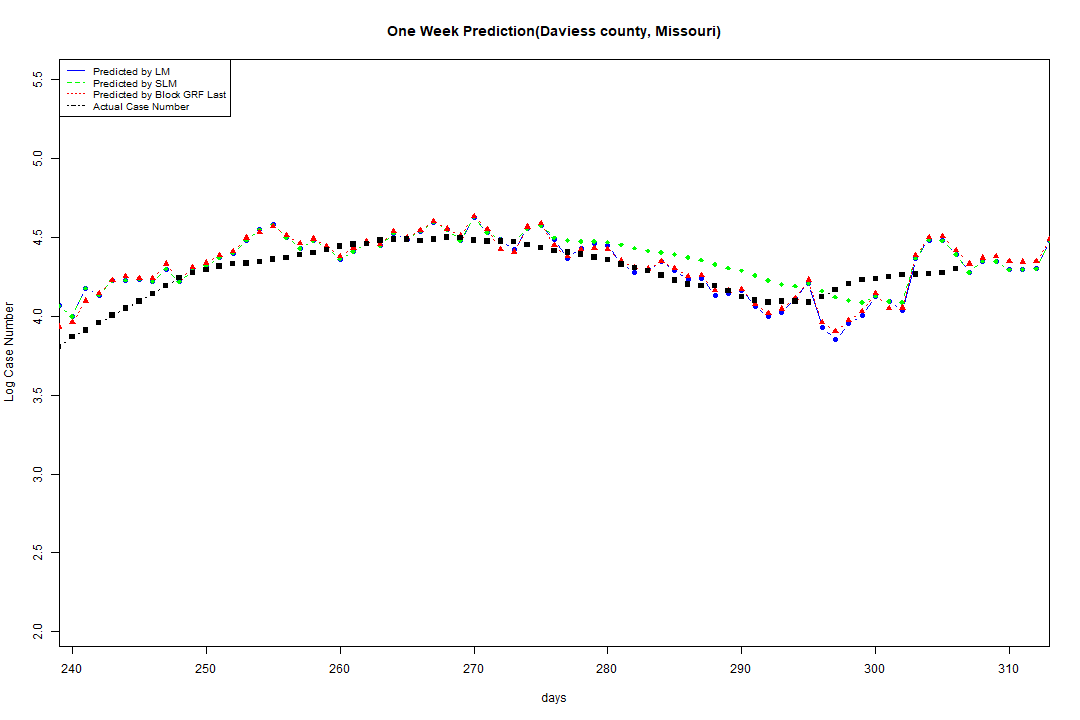 One Week Prediction(Daviess county, Missouri)
Predicted by LM
Predicted by SLM
Predicted by Block GRF Last
Actual Case Number
Log Case Number
5.5
5.0
4.5
4.0
3.5
3.0
2.5
2.0
240 250 260 270 280 290 300 310
days